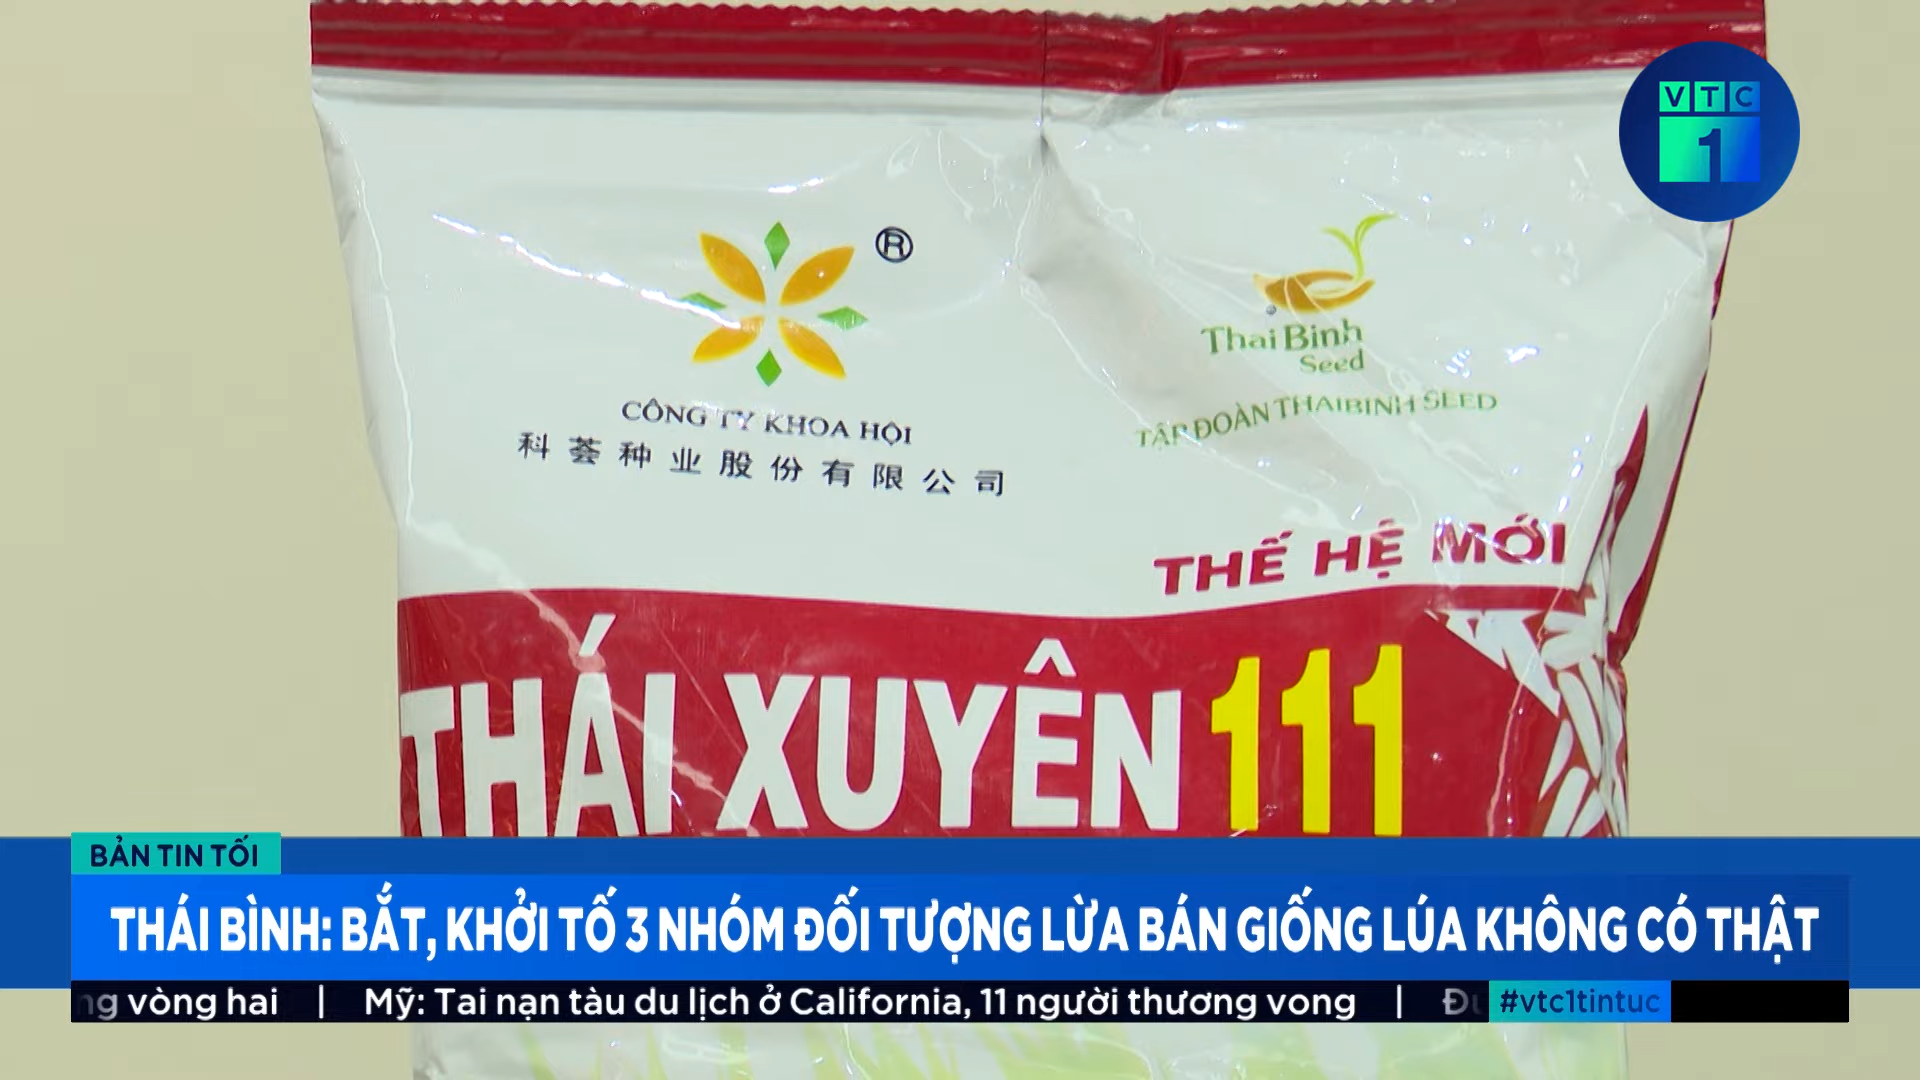 VTC
1
®
CÔNG TY KHOA HỘI
科荟种业股份有限公司
Thai Binh
Seed
TẬP ĐOÀN THAIBINH SEED
THẾ HỆ MỚI
THÁI XUYÊN 111
BẢN TIN TỐI
THÁI BÌNH: BẮT, KHỞI TỐ 3 NHÓM ĐỐI TƯỢNG LỪA BÁN GIỐNG LÚA KHÔNG CÓ THẬT
ng vòng hai | Mỹ: Tai nạn tàu du lịch ở California, 11 người thương vong |
#vtc1tintuc